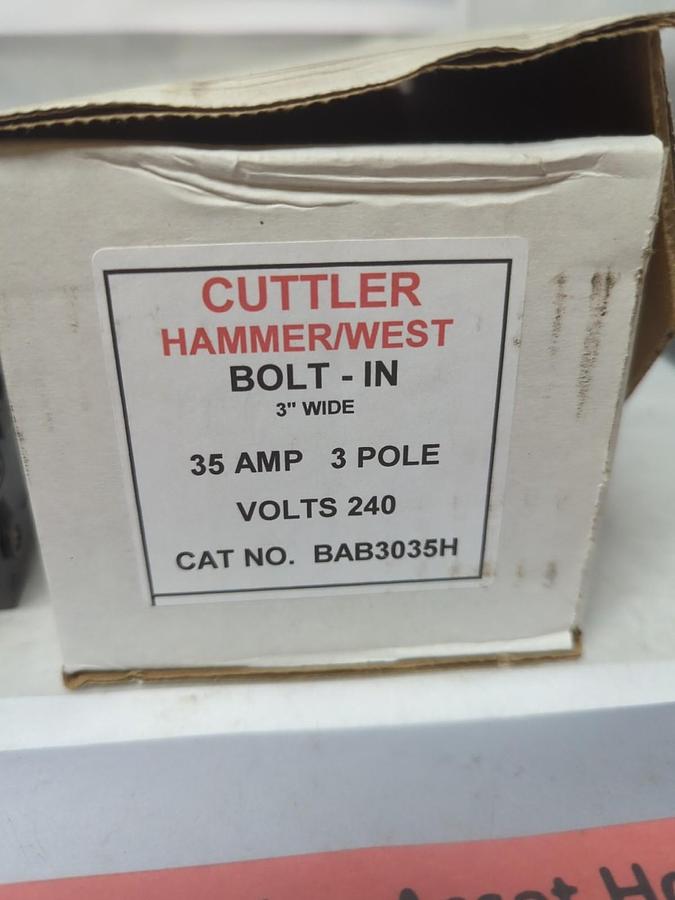 CUTTLER
HAMMER/WEST
BOLT - IN
3" WIDE
35 AMP 3 POLE
VOLTS 240
CAT NO. BAB3035H